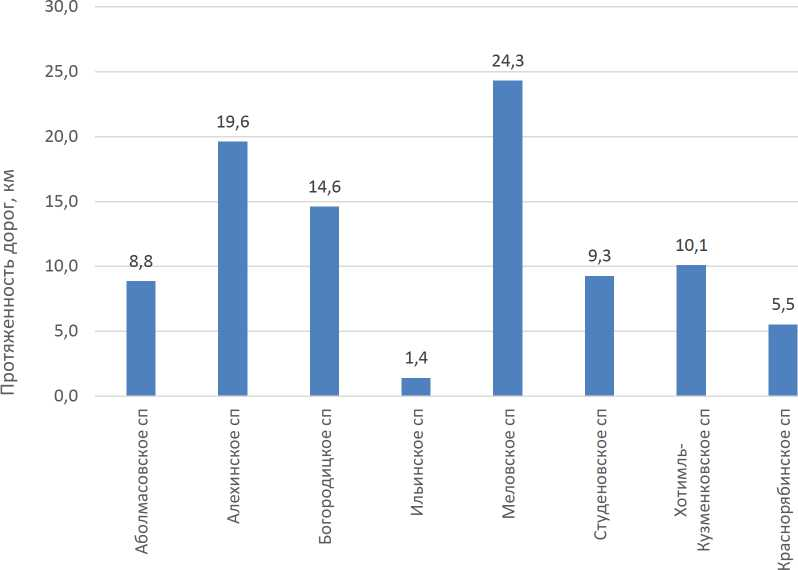 30,0
25,0
20,0
15,0
10,0
5,0
0,0
Протяженность дорог, км
8,8
19,6
14,6
1,4
24,3
9,3
10,1
5,5
Аболмасовское сп
Алехинское сп
Богородицкое сп
Ильинское сп
Меловское сп
Студеновское сп
Хотимль-
Кузменковское сп
Краснорябинское сп